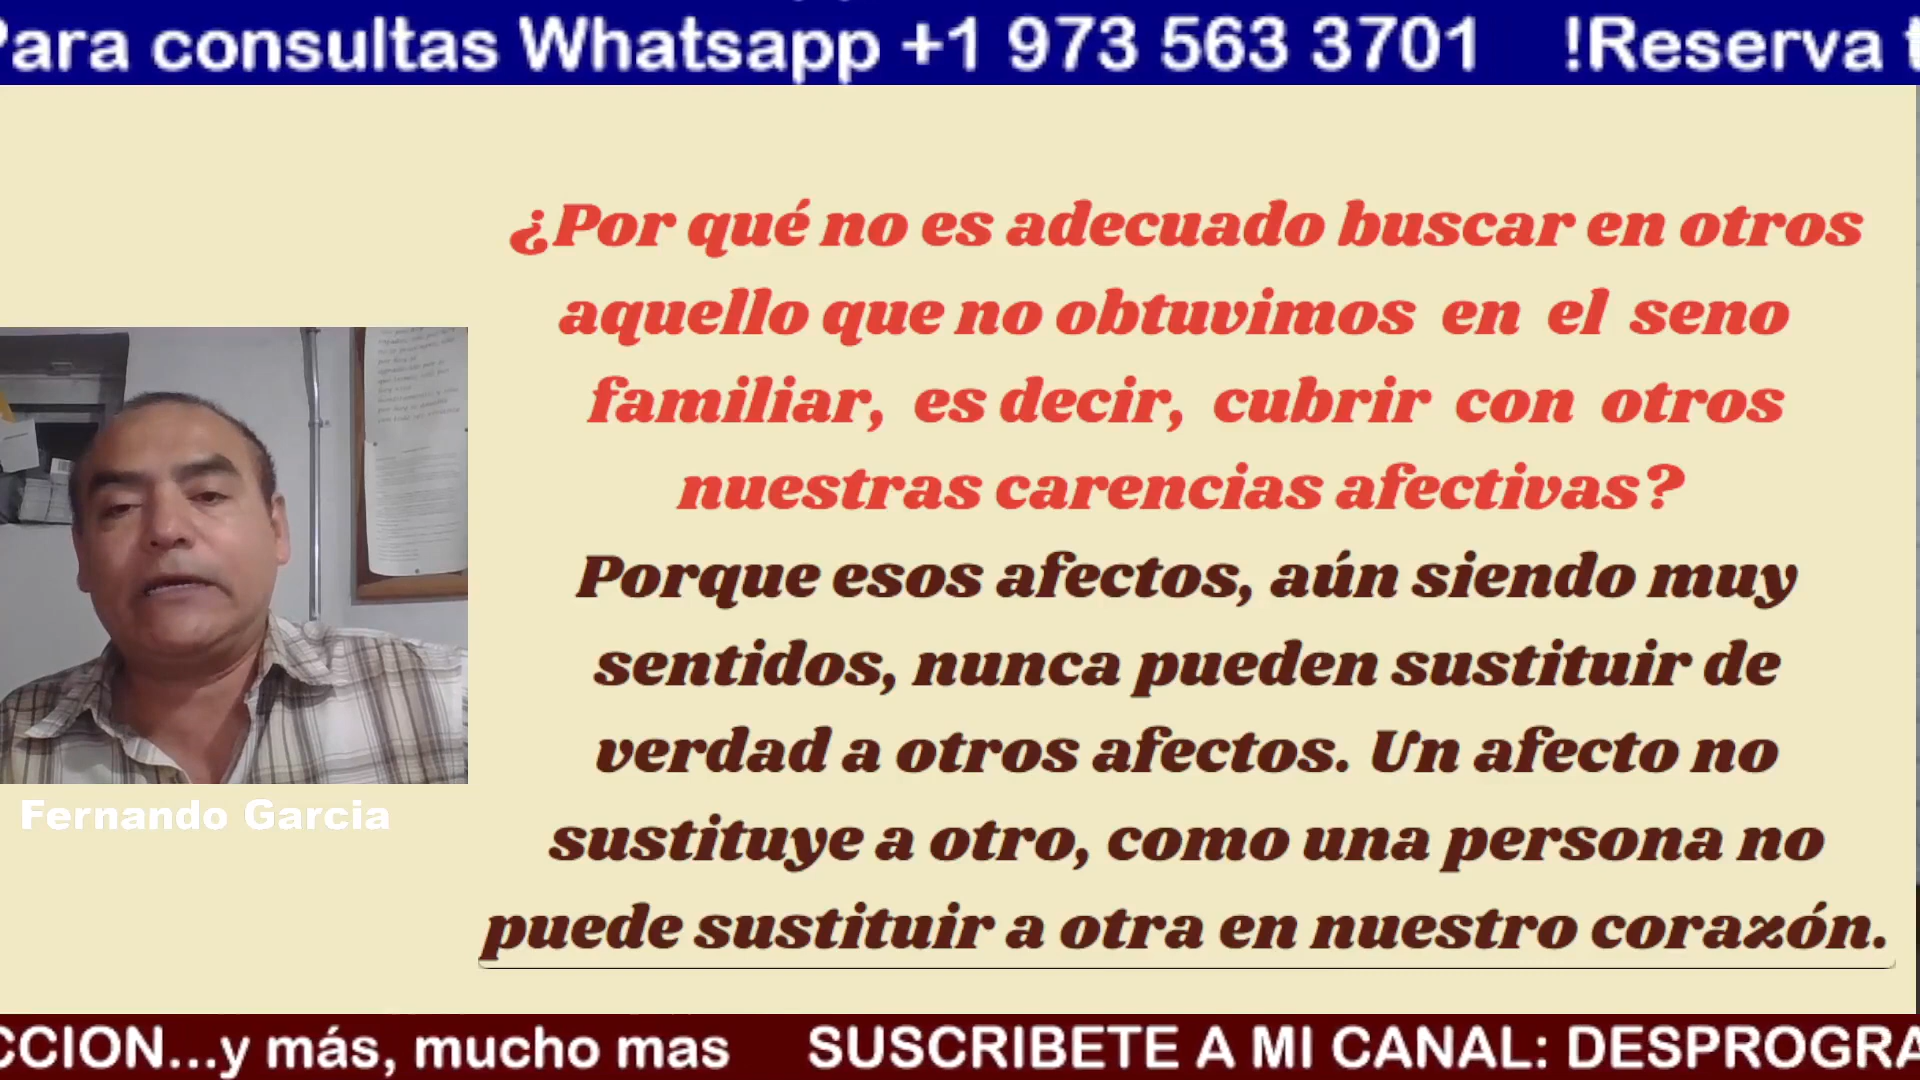 Para consultas Whatsapp +1 973 563 3701 !Reserva
¿Por qué no es adecuado buscar en otros
aquello que no obtuvimos en el seno
familiar, es decir, cubrir con otros
nuestras carencias afectivas?
Porque esos afectos, aún siendo muy
sentidos, nunca pueden sustituir de
verdad a otros afectos. Un afecto no
sustituye a otro, como una persona no
puede sustituir a otra en nuestro corazón.
Fernando Garcia
CCION...y más, mucho mas SUSCRIBETE A MI CANAL: DESPROGRA